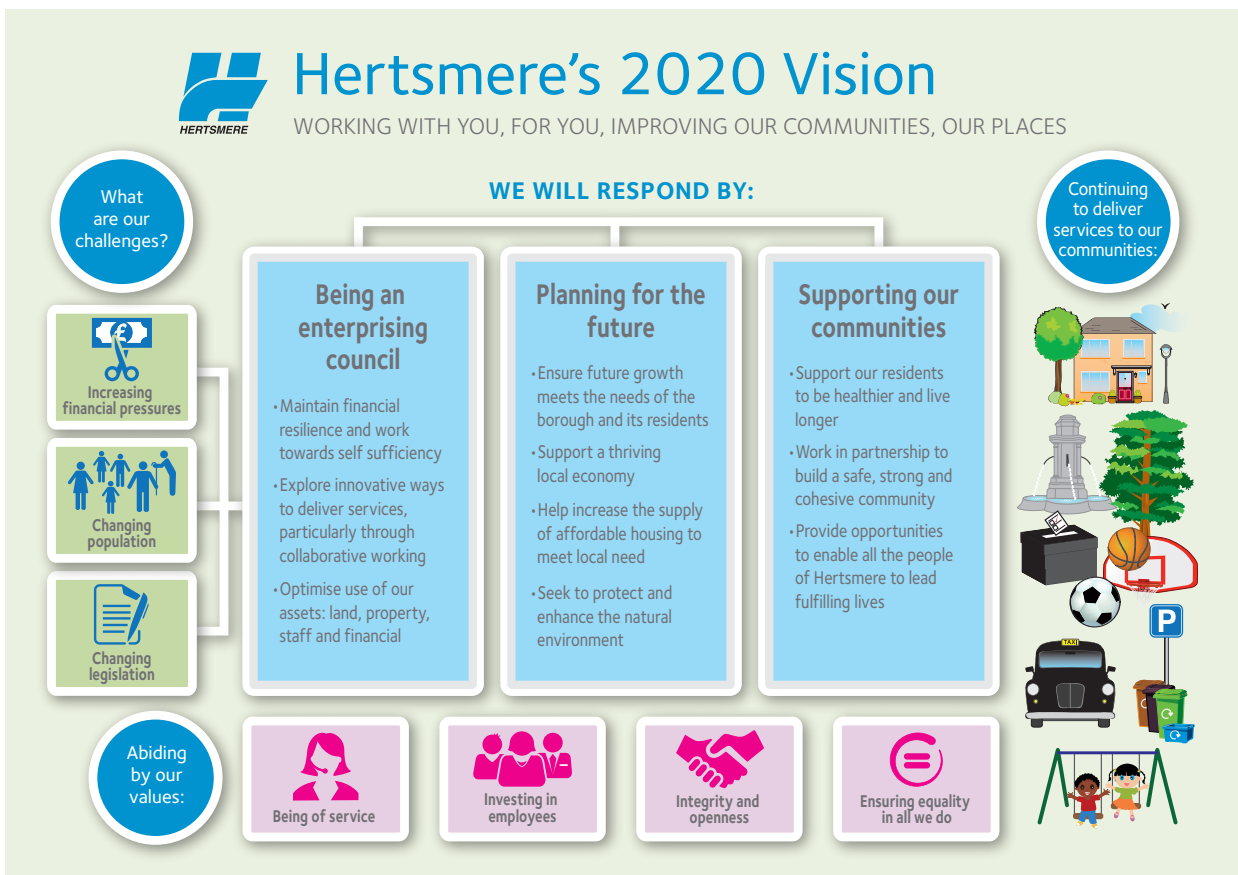 HERTSMERE
Hertsmere's 2020 Vision
WORKING WITH YOU, FOR YOU, IMPROVING OUR COMMUNITIES, OUR PLACES
What
are our
challenges?
Increasing
financial pressures
Changing
population
Changing
legislation
WE WILL RESPOND BY:
Being an
enterprising
council
•Maintain financial
resilience and work
towards self sufficiency
•Explore innovative ways
to deliver services,
particularly through
collaborative working
•Optimise use of our
assets: land, property,
staff and financial
Planning for the
future
•Ensure future growth
meets the needs of the
borough and its residents
•Support a thriving
local economy
•Help increase the supply
of affordable housing to
meet local need
•Seek to protect and
enhance the natural
environment
Supporting our
communities
•Support our residents
to be healthier and live
longer
•Work in partnership to
build a safe, strong and
cohesive community
•Provide opportunities
to enable all the people
of Hertsmere to lead
fulfilling lives
Continuing
to deliver
services to our
communities:
P
TAXI
Abiding
by our
values:
Being of service
Investing in
employees
Integrity and
openness
Ensuring equality
in all we do
£